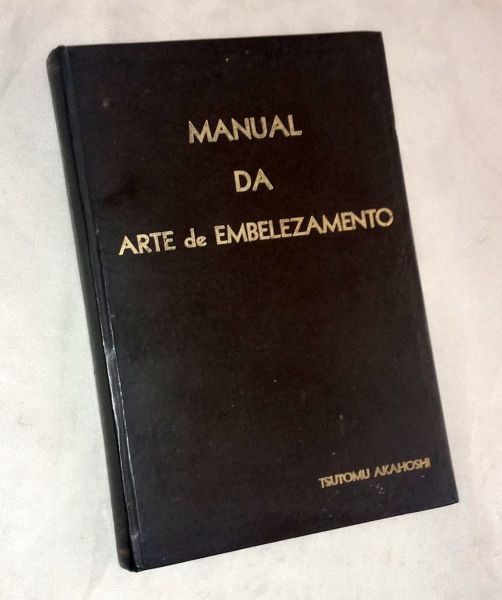 MANUAL
DA
ARTE de EMBELEZAMENTO
TSUTOMU AKAHOSHI